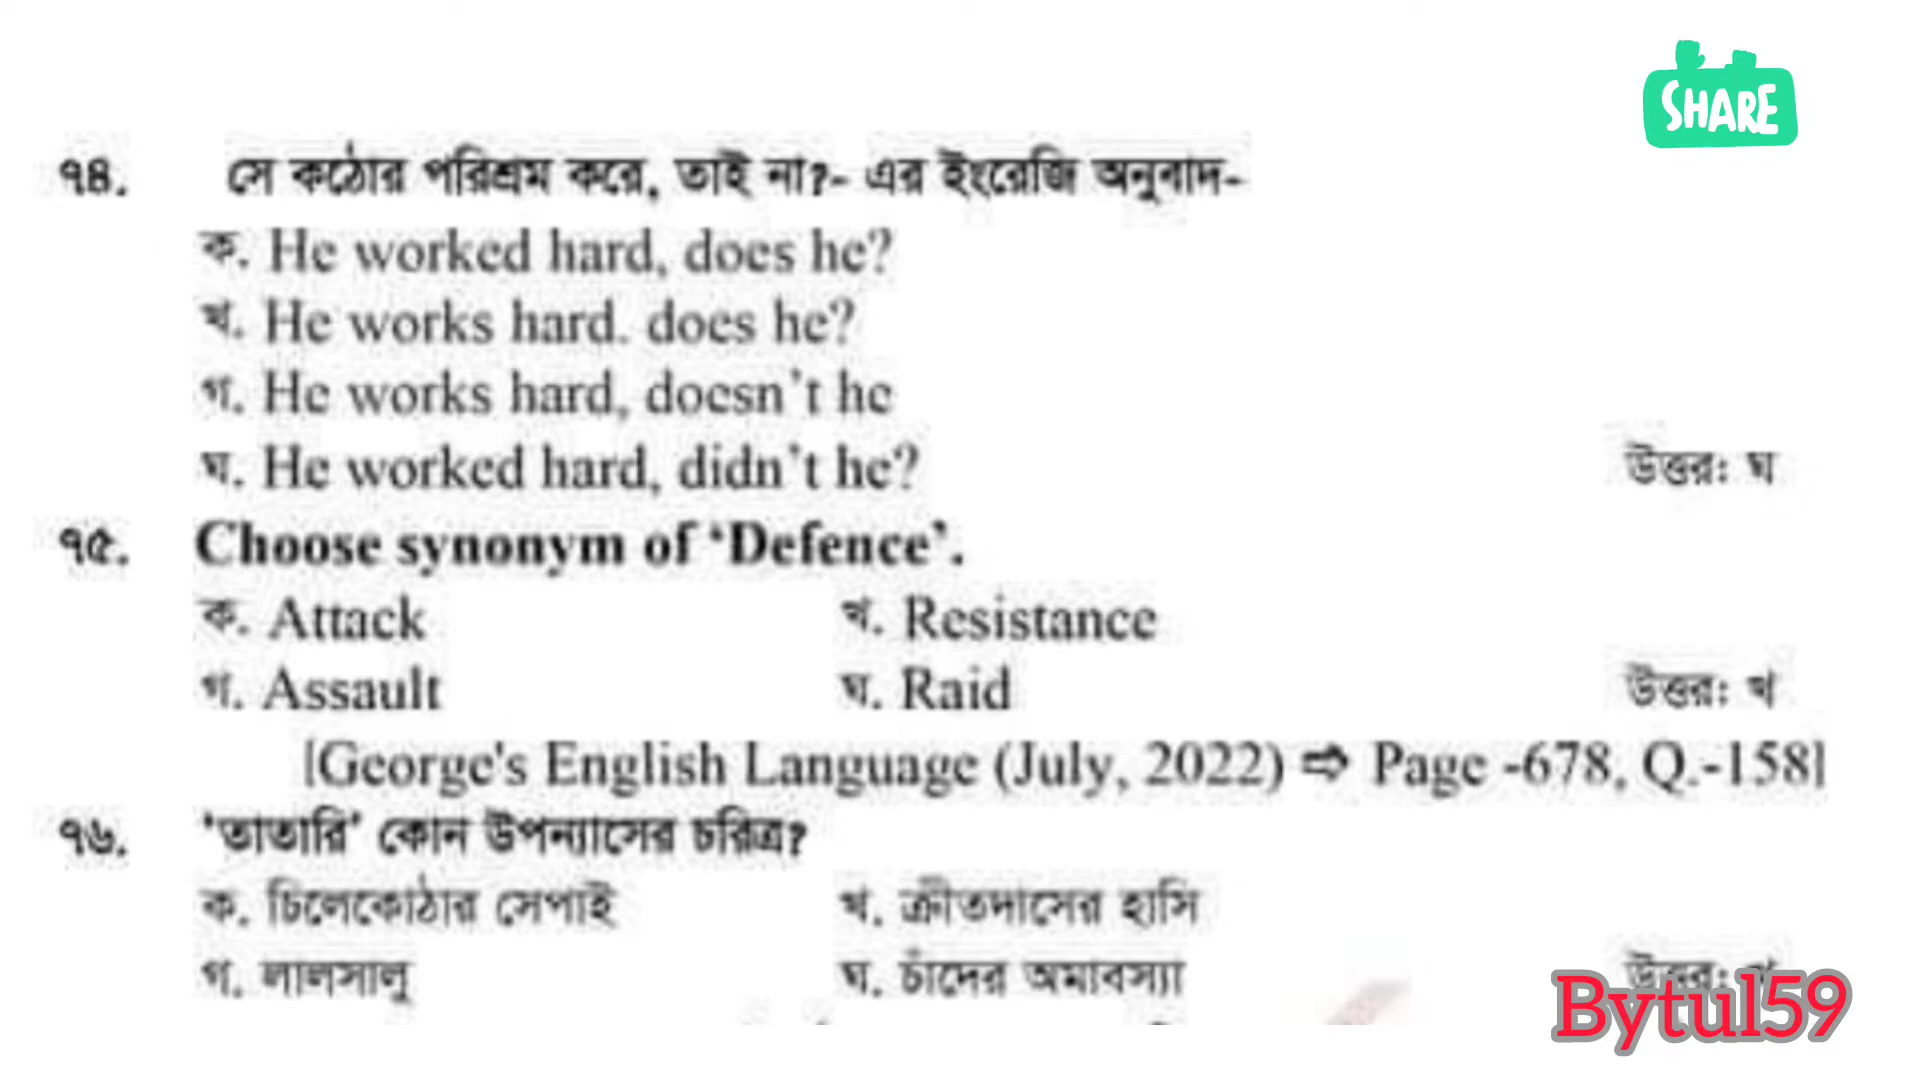 SHARE
৭৪. সে কঠোর পরিশ্রম করে, তাই না?- এর ইংরেজি অনুবাদ-
ক. He worked hard, does he?
খ. He works hard. does he?
গ. He works hard, doesn't he
ঘ. He worked hard, didn't he? উত্তরঃ ঘ
৭৫. Choose synonym of ‘Defence’.
ক. Attack খ. Resistance
গ. Assault ঘ. Raid উত্তরঃ খ
[George's English Language (July, 2022) ⇨ Page -678, Q.-158]
৭৬. 'তাতারি' কোন উপন্যাসের চরিত্র?
ক. চিলেকোঠার সেপাই খ. ক্রীতদাসের হাসি
গ. লালসালু ঘ. চাঁদের অমাবস্যা উত্তরঃ
Bytul59